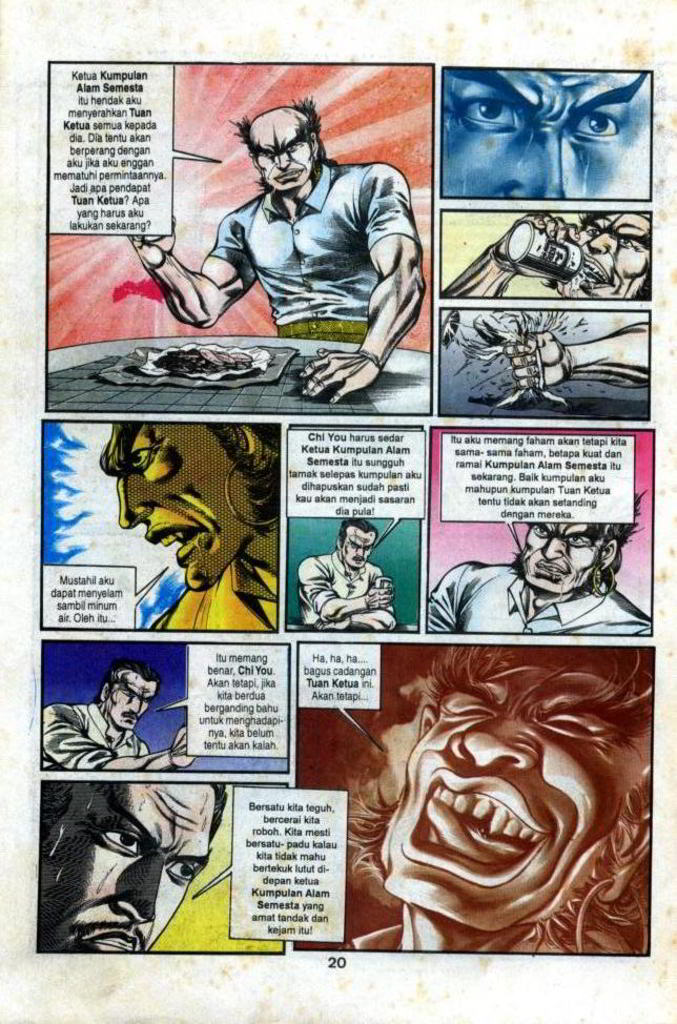 Ketua Kumpulan
Alam Semesta
itu hendak aku
menyerahkan Tuan
Ketua semua kepada
dia. Dia tentu akan
berperang dengan
aku jika aku enggan
mematuhi permintaannya.
Jadi apa pendapat
Tuan Ketua? Apa
yang harus aku
lakukan sekarang?
Mustahil aku
dapat menyelam
sambil minum
air. Oleh itu...
Chi You harus sedar
Ketua Kumpulan Alam
Semesta itu sungguh
tamak selepas kumpulan aku
dihapuskan sudah pasti
kau akan menjadi sasaran
dia pula!
Itu aku memang faham akan tetapi kita
sama- sama faham, betapa kuat dan
ramai Kumpulan Alam Semesta itu
sekarang. Baik kumpulan aku
mahupun kumpulan Tuan Ketua
tentu tidak akan setanding
dengan mereka.
Itu memang
benar, Chi You.
Akan tetapi, jika
kita berdua
berganding bahu
untuk menghadapi-
nya, kita belum
tentu akan kalah.
Ha, ha, ha....
bagus cadangan
Tuan Ketua ini.
Akan tetapi...
Bersatu kita teguh,
bercerai kita
roboh. Kita mesti
bersatu- padu kalau
kita tidak mahu
bertekuk lutut di-
depan ketua
Kumpulan Alam
Semesta yang
amat tandak dan
kejam itu!
20